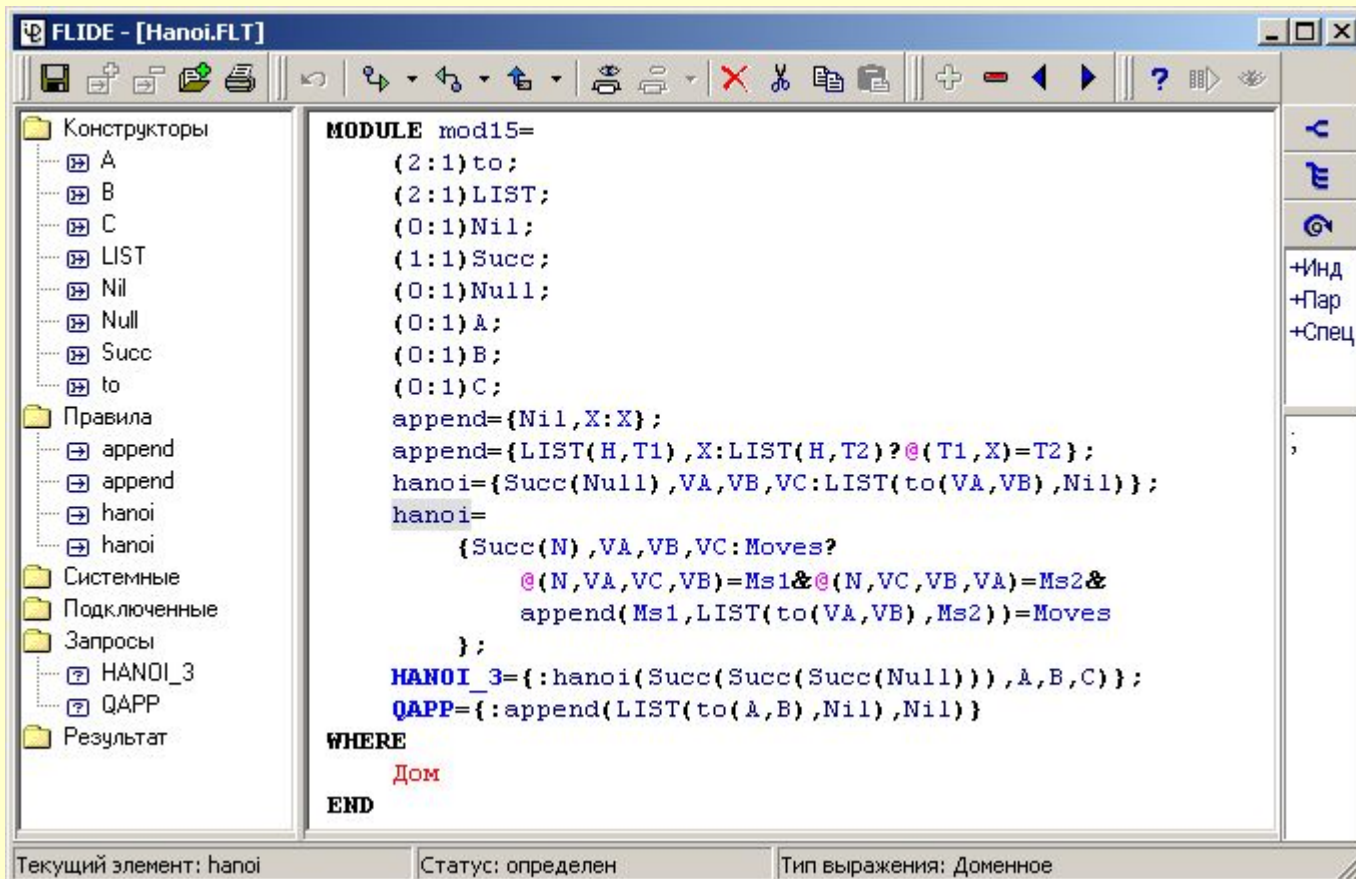 FLIDE - [Hanoi.FLT]
Конструкторы
A
B
C
LIST
Nil
Null
Succ
to
Правила
append
append
hanoi
hanoi
Системные
Подключенные
Запросы
HANOI_3
QAPP
Результат
MODULE mod15=
(2:1)to;
(2:1)LIST;
(0:1)Nil;
(1:1)Succ;
(0:1)Null;
(0:1)A;
(0:1)B;
(0:1)C;
append={Nil,X:X};
append={LIST(H,T1),X:LIST(H,T2)?@(T1,X)=T2};
hanoi={Succ(Null),VA,VB,VC:LIST(to(VA,VB),Nil)};
hanoi=
{Succ(N),VA,VB,VC:Moves?
@(N,VA,VC,VB)=Ms1&@(N,VC,VB,VA)=Ms2&
append(Ms1,LIST(to(VA,VB),Ms2))=Moves
};
HANOI_3={:hanoi(Succ(Succ(Succ(Null))),A,B,C)};
QAPP={:append(LIST(to(A,B),Nil),Nil)}
WHERE
Дом
END
+Инд
+Пар
+Спец
;
;
Текущий элемент: hanoi
Статус: определен
Тип выражения: Доменное